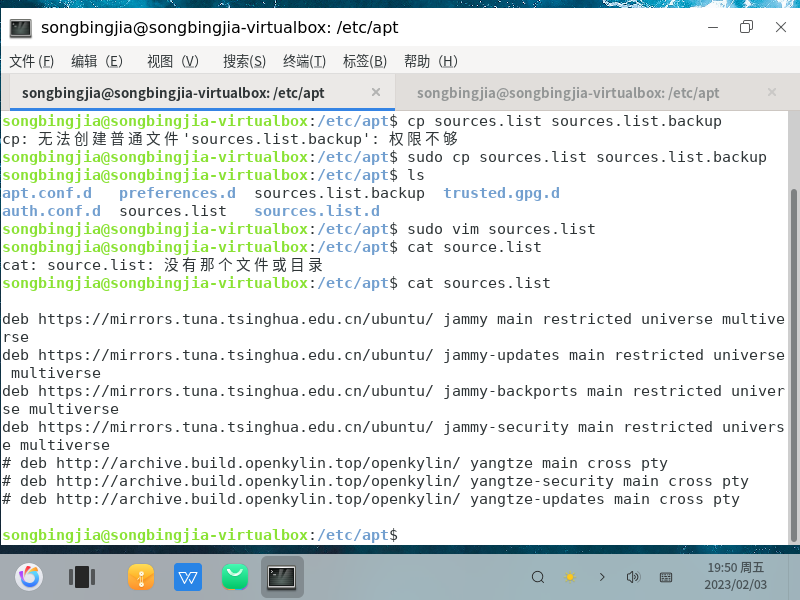 songbingjia@songbingjia-virtualbox: /etc/apt
文件 (F) 编辑 (E) 视图 (V) 搜索(S) 终端(T) 标签(B) 帮助 (H)
songbingjia@songbingjia-virtualbox: /etc/apt × songbingjia@songbingjia-virtualbox: /etc/apt ×
songbingjia@songbingjia-virtualbox:/etc/apt$ cp sources.list sources.list.backup
cp: 无法创建普通文件'sources.list.backup': 权限不够
songbingjia@songbingjia-virtualbox:/etc/apt$ sudo cp sources.list sources.list.backup
songbingjia@songbingjia-virtualbox:/etc/apt$ ls
apt.conf.d preferences.d sources.list.backup trusted.gpg.d
auth.conf.d sources.list sources.list.d
songbingjia@songbingjia-virtualbox:/etc/apt$ sudo vim sources.list
songbingjia@songbingjia-virtualbox:/etc/apt$ cat source.list
cat: source.list: 没有那个文件或目录
songbingjia@songbingjia-virtualbox:/etc/apt$ cat sources.list
deb https://mirrors.tuna.tsinghua.edu.cn/ubuntu/ jammy main restricted universe multive
rse
deb https://mirrors.tuna.tsinghua.edu.cn/ubuntu/ jammy-updates main restricted universe
multiverse
deb https://mirrors.tuna.tsinghua.edu.cn/ubuntu/ jammy-backports main restricted univer
se multiverse
deb https://mirrors.tuna.tsinghua.edu.cn/ubuntu/ jammy-security main restricted univers
e multiverse
# deb http://archive.build.openkylin.top/openkylin/ yangtze main cross pty
# deb http://archive.build.openkylin.top/openkylin/ yangtze-security main cross pty
# deb http://archive.build.openkylin.top/openkylin/ yangtze-updates main cross pty
songbingjia@songbingjia-virtualbox:/etc/apt$
19:50 周五
2023/02/03